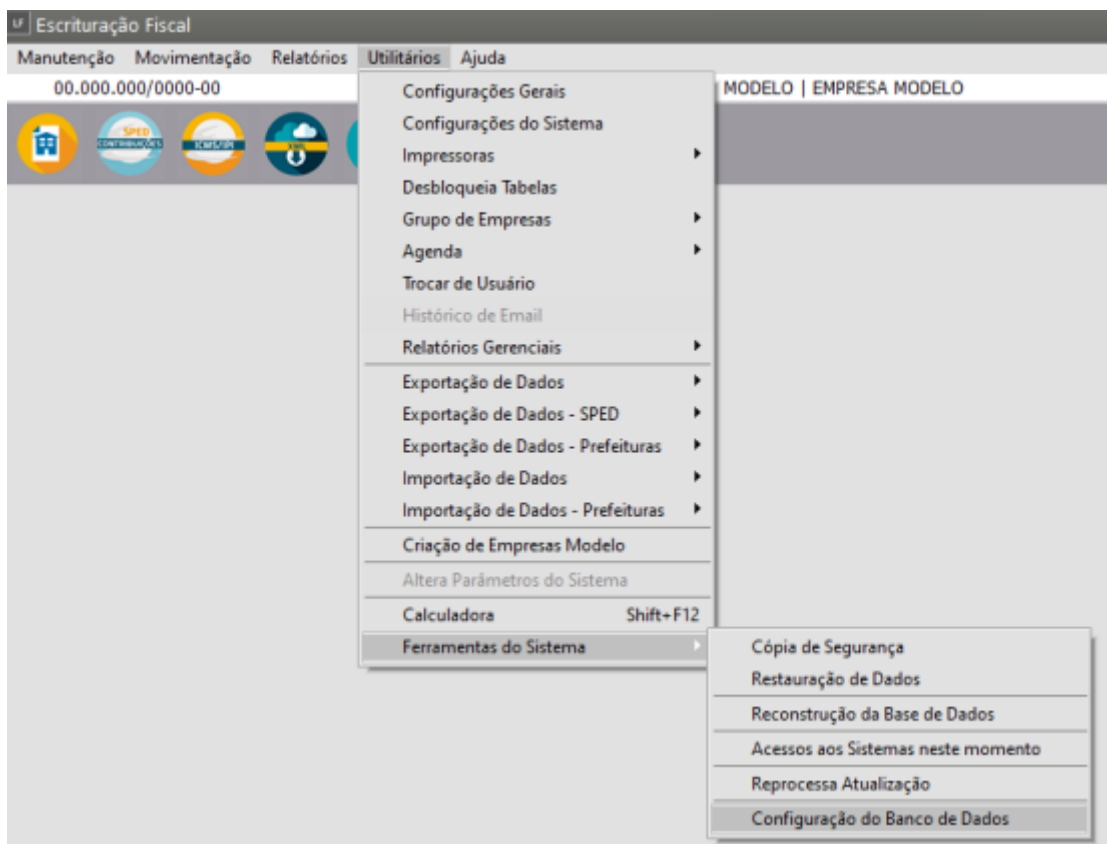 LF Escrituração Fiscal
Manutenção Movimentação Relatórios Utilitários Ajuda
00.000.000/0000-00 MODELO | EMPRESA MODELO
SPED CONTRIBUIÇÕES ICMS/IPI XML
Configurações Gerais
Configurações do Sistema
Impressoras
Desbloqueia Tabelas
Grupo de Empresas
Agenda
Trocar de Usuário
Histórico de Email
Relatórios Gerenciais
Exportação de Dados
Exportação de Dados - SPED
Exportação de Dados - Prefeituras
Importação de Dados
Importação de Dados - Prefeituras
Criação de Empresas Modelo
Altera Parâmetros do Sistema
Calculadora Shift+F12
Ferramentas do Sistema
Cópia de Segurança
Restauração de Dados
Reconstrução da Base de Dados
Acessos aos Sistemas neste momento
Reprocessa Atualização
Configuração do Banco de Dados